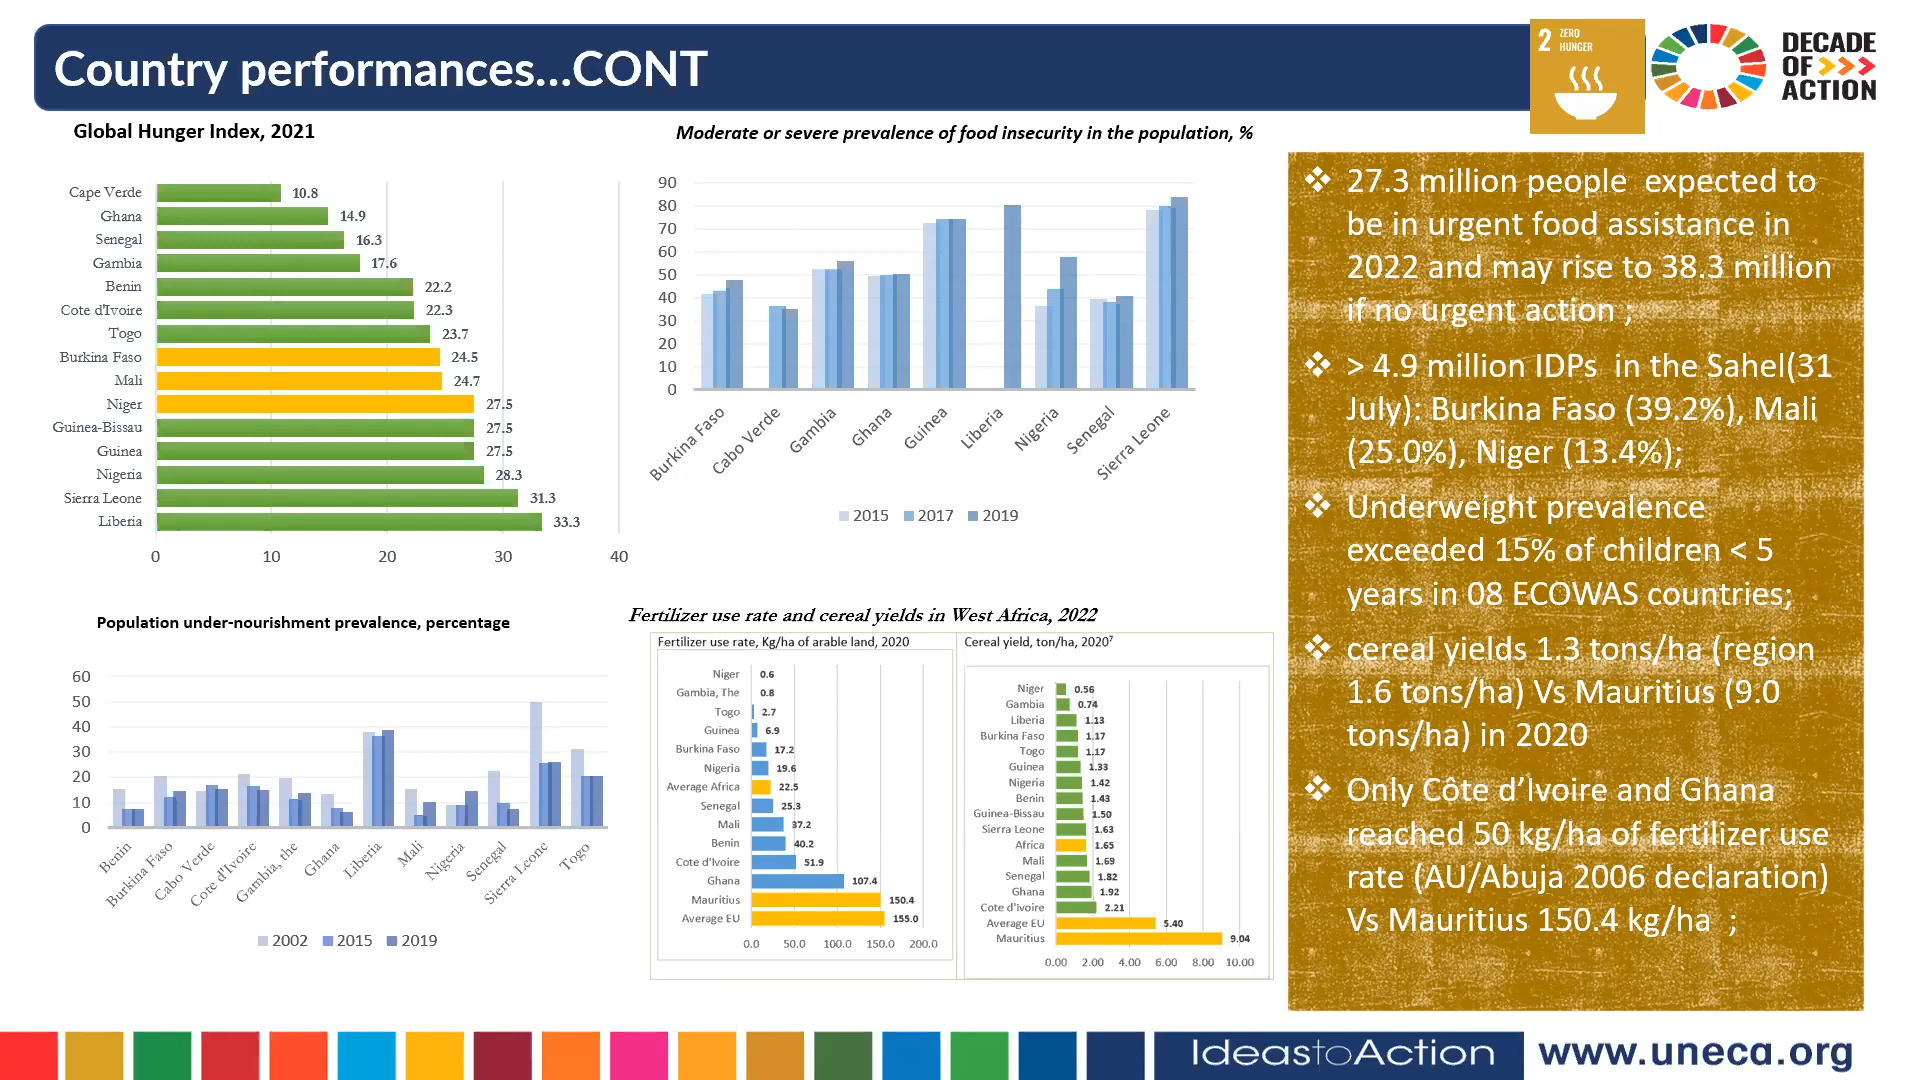 Country performances...CONT
2 ZERO
HUNGER
DECADE
OF
ACTION
Global Hunger Index, 2021
Cape Verde 10.8
Ghana 14.9
Senegal 16.3
Gambia 17.6
Benin 22.2
Cote d'Ivoire 22.3
Togo 23.7
Burkina Faso 24.5
Mali 24.7
Niger 27.5
Guinea-Bissau 27.5
Guinea 27.5
Nigeria 28.3
Sierra Leone 31.3
Liberia 33.3
0 10 20 30 40
Moderate or severe prevalence of food insecurity in the population, %
90
80
70
60
50
40
30
20
10
0
Burkina Faso Cabo Verde Gambia Ghana Guinea Liberia Nigeria Senegal Sierra Leone
2015 2017 2019
Population under-nourishment prevalence, percentage
60
50
40
30
20
10
0
Benin Burkina Faso Cabo Verde Cote d'Ivoire Gambia, the Ghana Liberia Mali Nigeria Senegal Sierra Leone Togo
2002 2015 2019
Fertilizer use rate and cereal yields in West Africa, 2022
Fertilizer use rate, Kg/ha of arable land, 2020
Niger 0.6
Gambia, The 0.8
Togo 2.7
Guinea 6.9
Burkina Faso 17.2
Nigeria 19.6
Average Africa 22.5
Senegal 25.3
Mali 37.2
Benin 40.2
Cote d'Ivoire 51.9
Ghana 107.4
Mauritius 150.4
Average EU 155.0
0.0 50.0 100.0 150.0 200.0
Cereal yield, ton/ha, 2020⁷
Niger 0.56
Gambia 0.74
Liberia 1.13
Burkina Faso 1.17
Togo 1.17
Guinea 1.33
Nigeria 1.42
Benin 1.43
Guinea-Bissau 1.50
Sierra Leone 1.63
Africa 1.65
Mali 1.69
Senegal 1.82
Ghana 1.92
Cote d'Ivoire 2.21
Average EU 5.40
Mauritius 9.04
0.00 2.00 4.00 6.00 8.00 10.00
❖ 27.3 million people expected to
be in urgent food assistance in
2022 and may rise to 38.3 million
if no urgent action ;
❖ > 4.9 million IDPs in the Sahel(31
July): Burkina Faso (39.2%), Mali
(25.0%), Niger (13.4%);
❖ Underweight prevalence
exceeded 15% of children < 5
years in 08 ECOWAS countries;
❖ cereal yields 1.3 tons/ha (region
1.6 tons/ha) Vs Mauritius (9.0
tons/ha) in 2020
❖ Only Côte d’Ivoire and Ghana
reached 50 kg/ha of fertilizer use
rate (AU/Abuja 2006 declaration)
Vs Mauritius 150.4 kg/ha ;
IdeastoAction
www.uneca.org